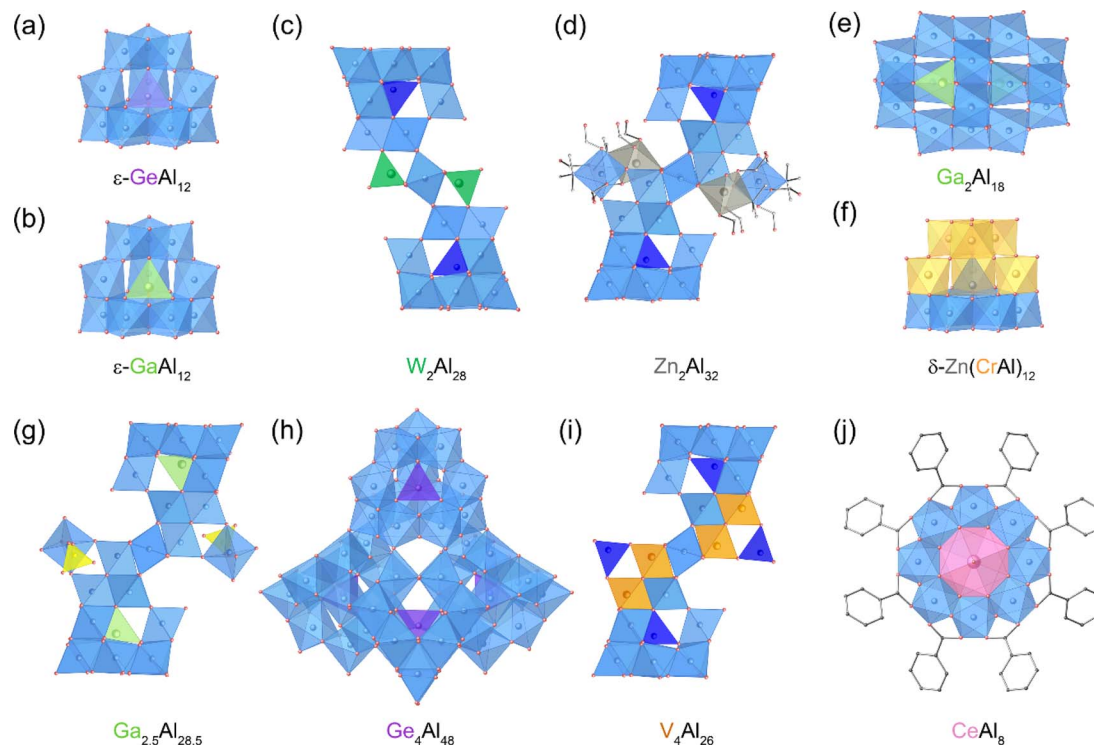 (a)
ε-GeAl₁₂
(b)
ε-GaAl₁₂
(c)
W₂Al₂₈
(d)
Zn₂Al₃₂
(e)
Ga₂Al₁₈
(f)
δ-Zn(CrAl)₁₂
(g)
Ga₂.₅Al₂₈.₅
(h)
Ge₄Al₄₈
(i)
V₄Al₂₆
(j)
CeAl₈